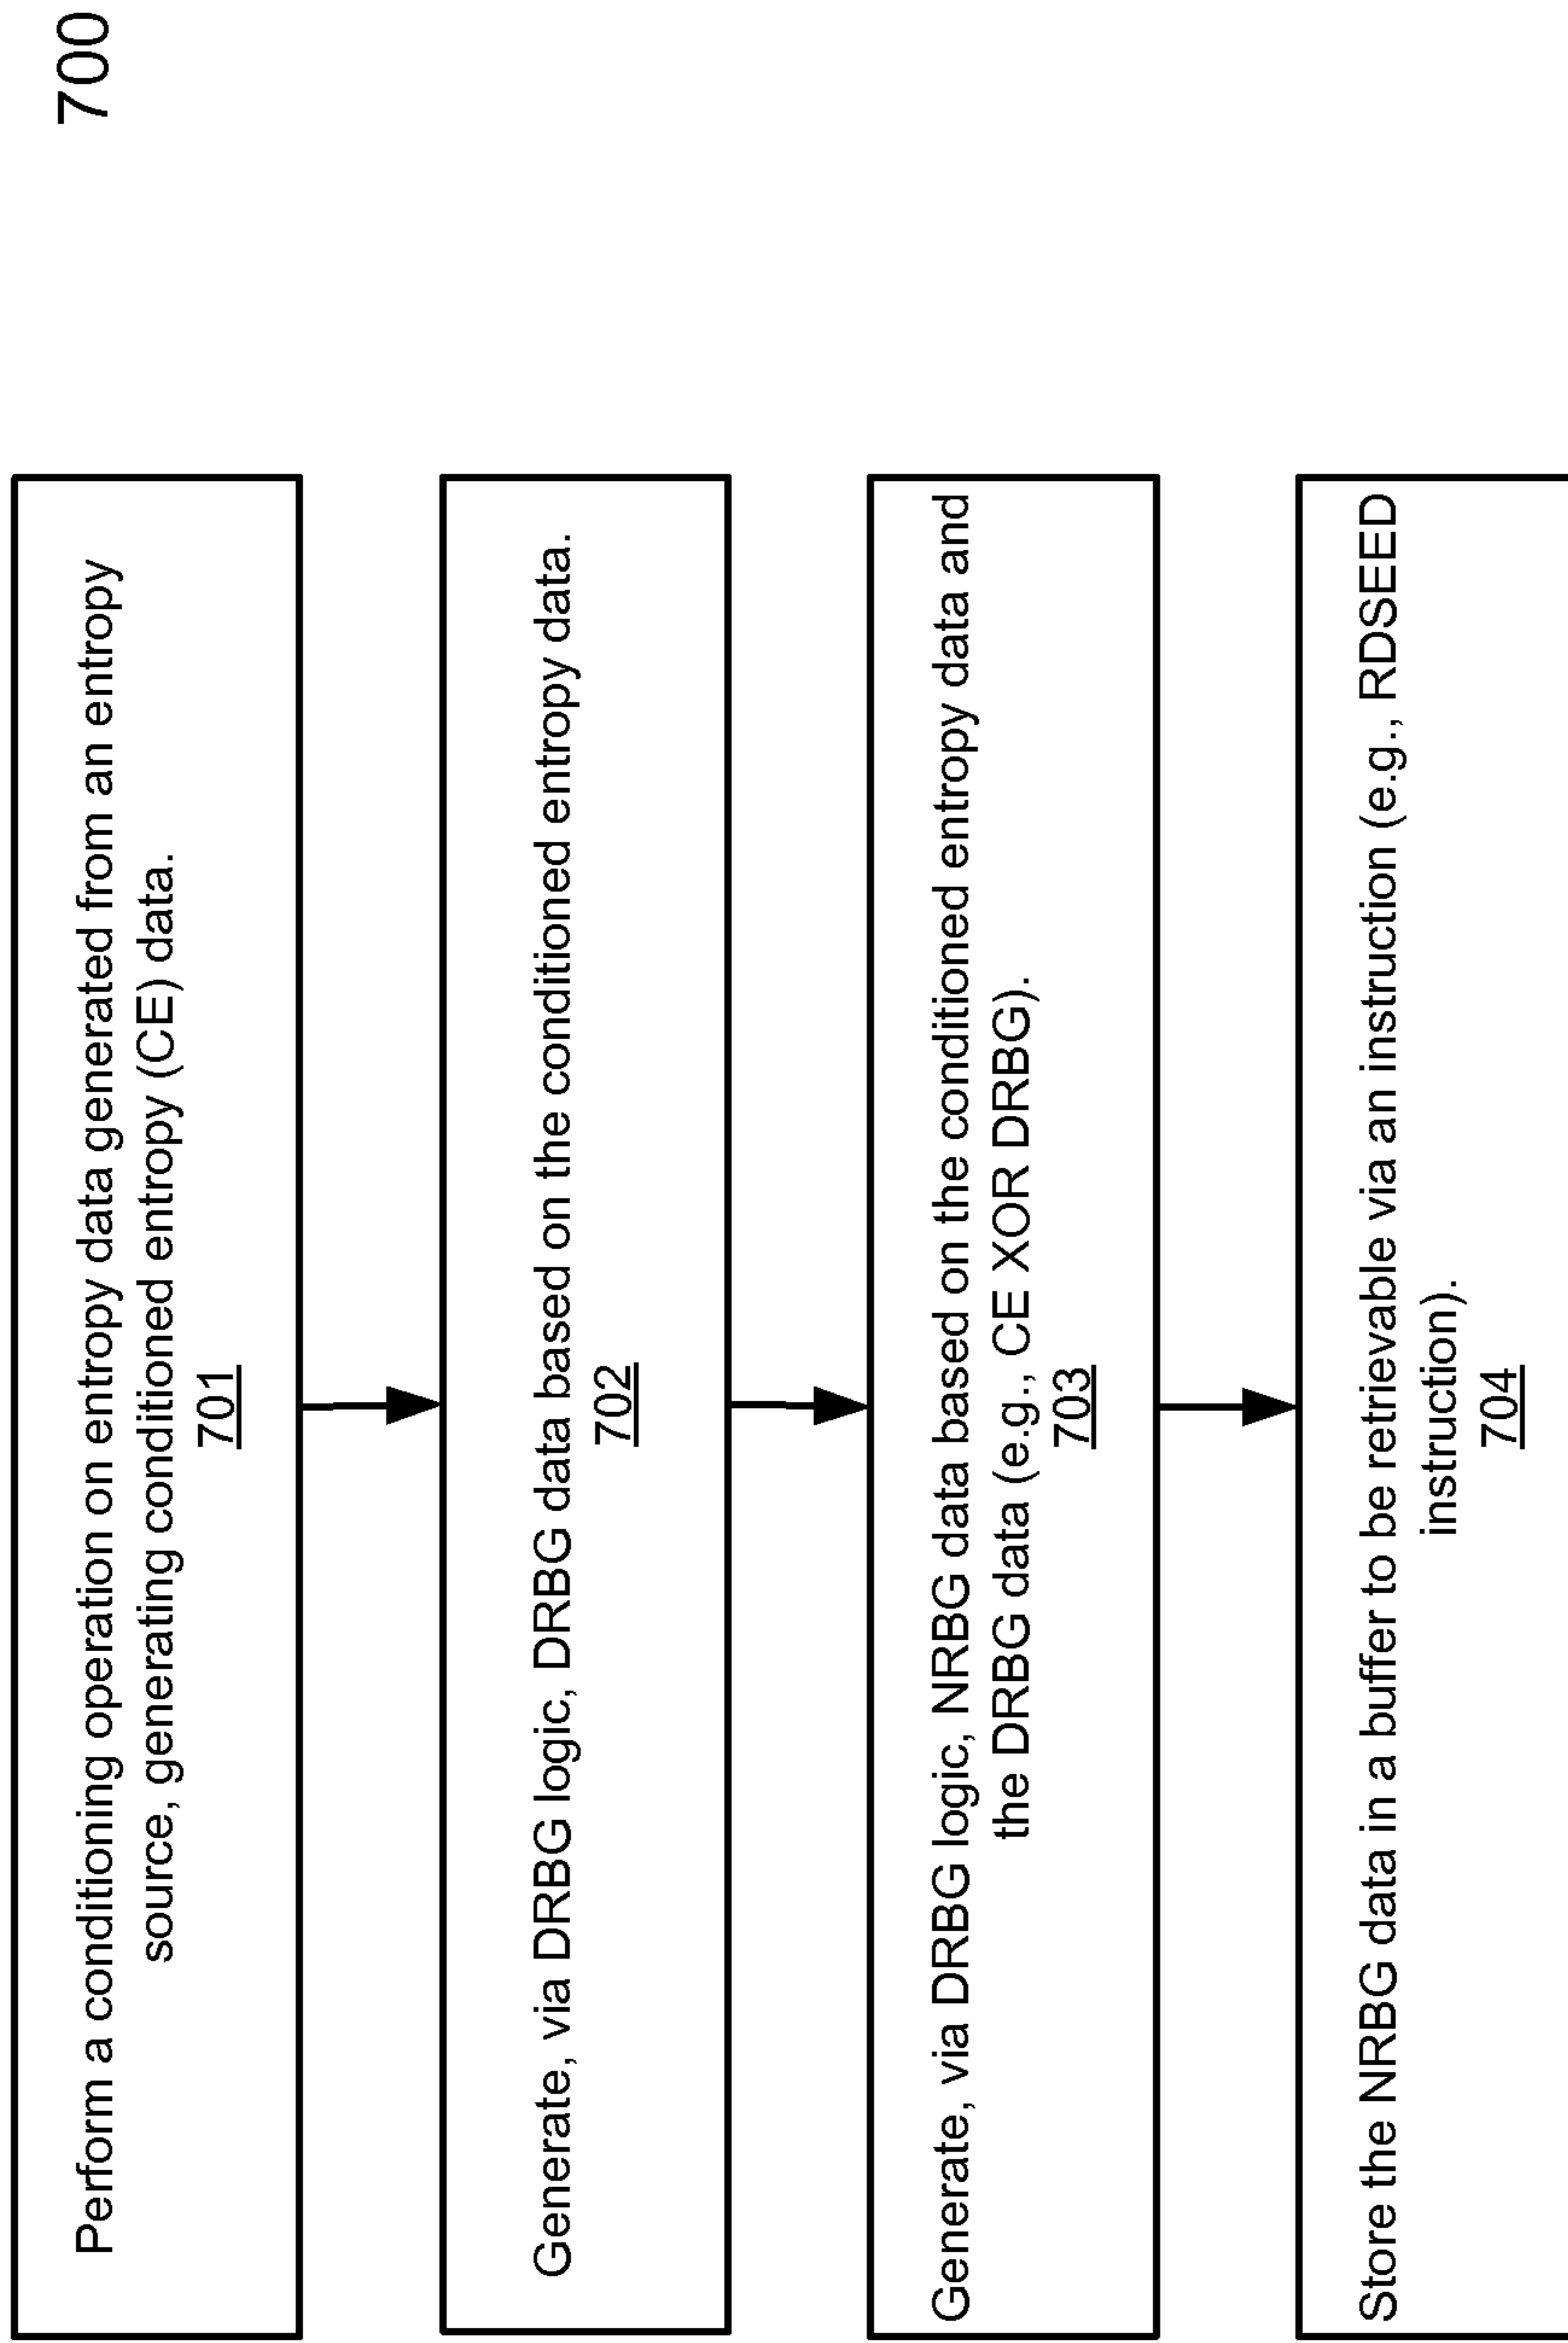 700
Perform a conditioning operation on entropy data generated from an entropy
source, generating conditioned entropy (CE) data.
701
Generate, via DRBG logic, DRBG data based on the conditioned entropy data.
702
Generate, via DRBG logic, NRBG data based on the conditioned entropy data and
the DRBG data (e.g., CE XOR DRBG).
703
Store the NRBG data in a buffer to be retrievable via an instruction (e.g., RDSEED
instruction).
704